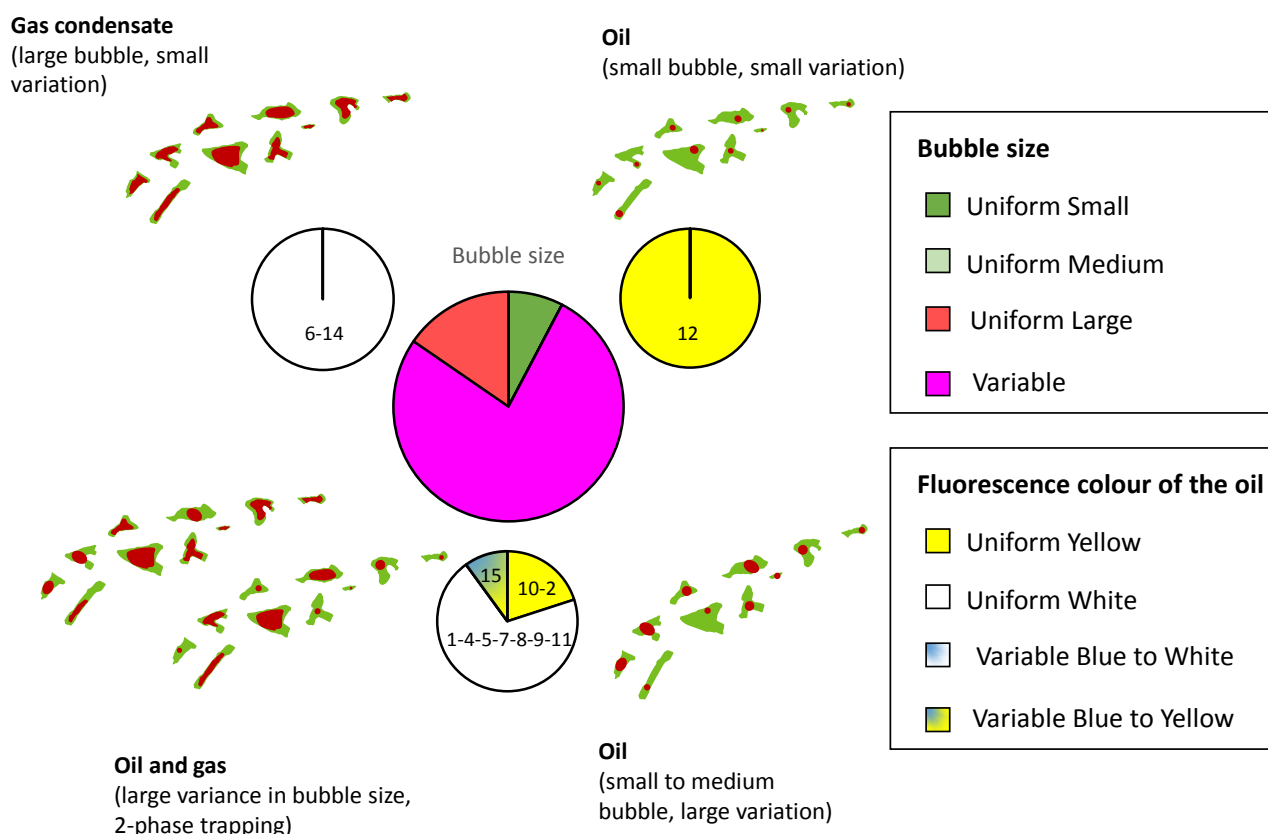 Gas condensate
(large bubble, small
variation)
Oil
(small bubble, small variation)
Bubble size
6-14
12
Bubble size
Uniform Small
Uniform Medium
Uniform Large
Variable
Fluorescence colour of the oil
Uniform Yellow
Uniform White
Variable Blue to White
Variable Blue to Yellow
15
10-2
1-4-5-7-8-9-11
Oil and gas
(large variance in bubble size,
2-phase trapping)
Oil
(small to medium
bubble, large variation)